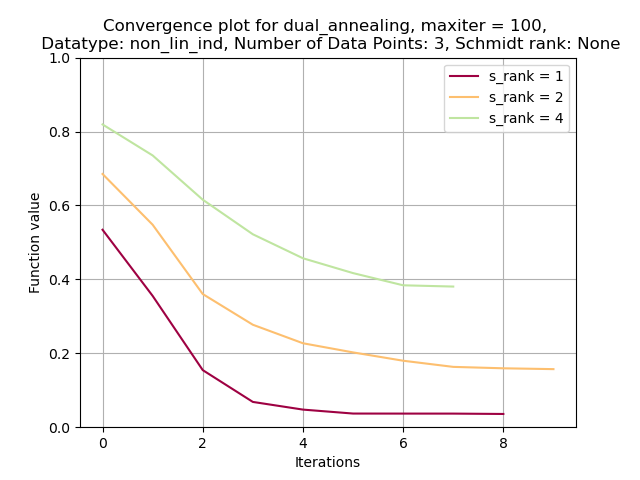 Convergence plot for dual_annealing, maxiter = 100,
Datatype: non_lin_ind, Number of Data Points: 3, Schmidt rank: None
s_rank = 1
s_rank = 2
s_rank = 4
1.0
0.8
0.6
0.4
0.2
0.0
Function value
0 2 4 6 8
Iterations